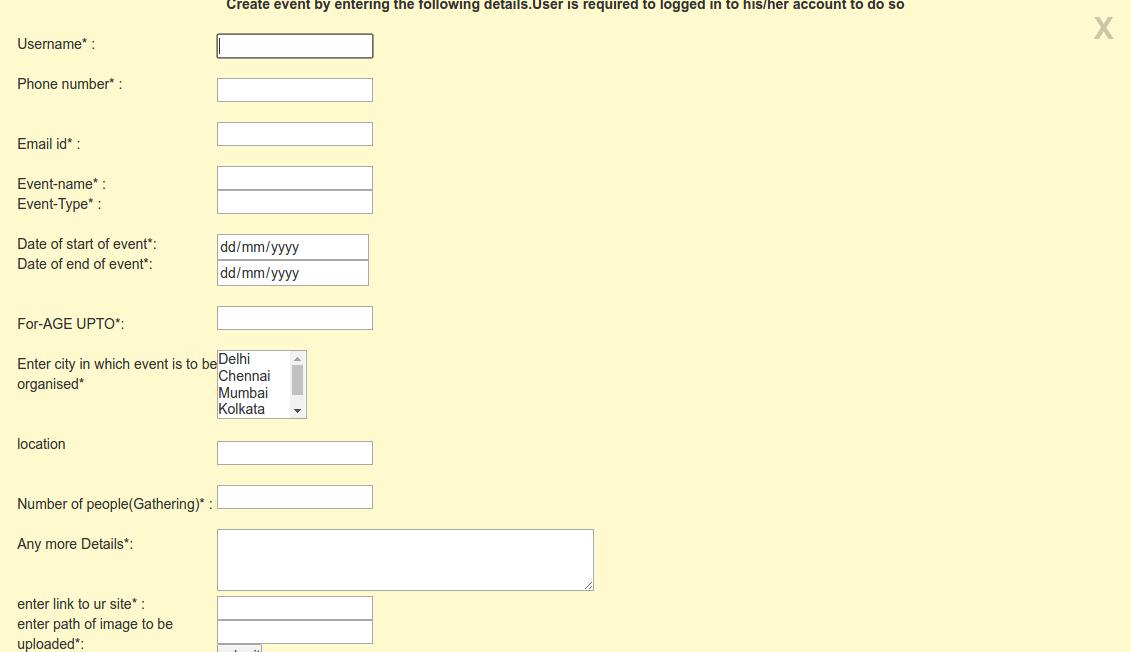 Create event by entering the following details.User is required to logged in to his/her account to do so
X
Username* :
Phone number* :
Email id* :
Event-name* :
Event-Type* :
Date of start of event*: dd/mm/yyyy
Date of end of event*: dd/mm/yyyy
For-AGE UPTO*:
Enter city in which event is to be
organised*
Delhi
Chennai
Mumbai
Kolkata
location
Number of people(Gathering)* :
Any more Details*:
enter link to ur site* :
enter path of image to be
uploaded*: